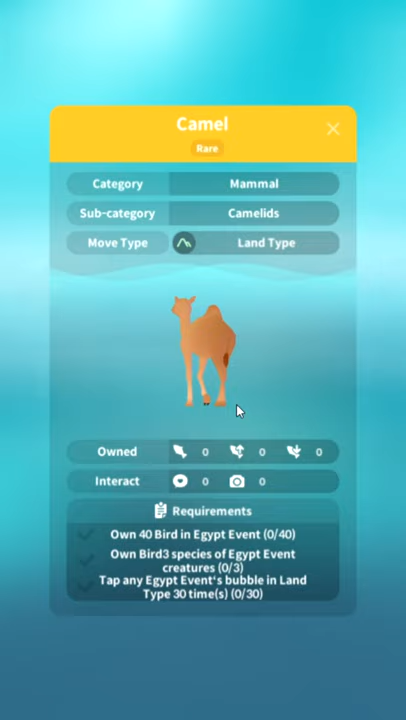 Camel
Rare
Category Mammal
Sub-category Camelids
Move Type Land Type
Owned 0 0 0
Interact 0 0
Requirements
Own 40 Bird in Egypt Event (0/40)
Own Bird3 species of Egypt Event
creatures (0/3)
Tap any Egypt Event's bubble in Land
Type 30 time(s) (0/30)